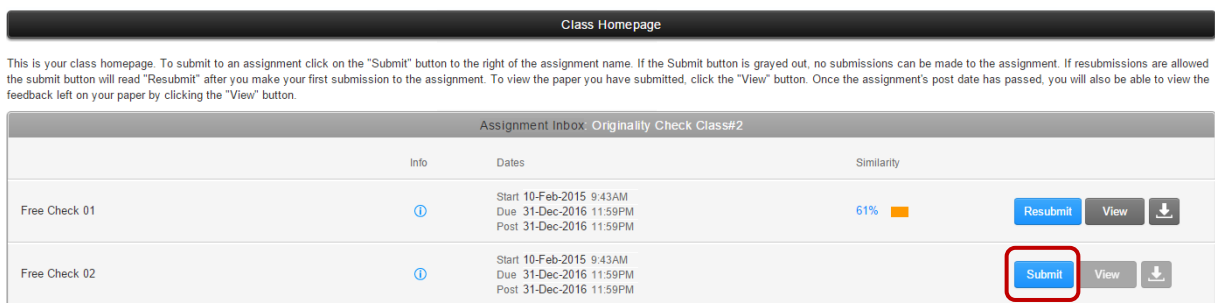 Class Homepage
This is your class homepage. To submit to an assignment click on the "Submit" button to the right of the assignment name. If the Submit button is grayed out, no submissions can be made to the assignment. If resubmissions are allowed
the submit button will read "Resubmit" after you make your first submission to the assignment. To view the paper you have submitted, click the "View" button. Once the assignment's post date has passed, you will also be able to view the
feedback left on your paper by clicking the "View" button.
Assignment Inbox: Originality Check Class#2
Info Dates Similarity
Start 10-Feb-2015 9:43AM
Free Check 01 Due 31-Dec-2016 11:59PM 61% Resubmit View
Post 31-Dec-2016 11:59PM
Start 10-Feb-2015 9:43AM
Free Check 02 Due 31-Dec-2016 11:59PM Submit View
Post 31-Dec-2016 11:59PM